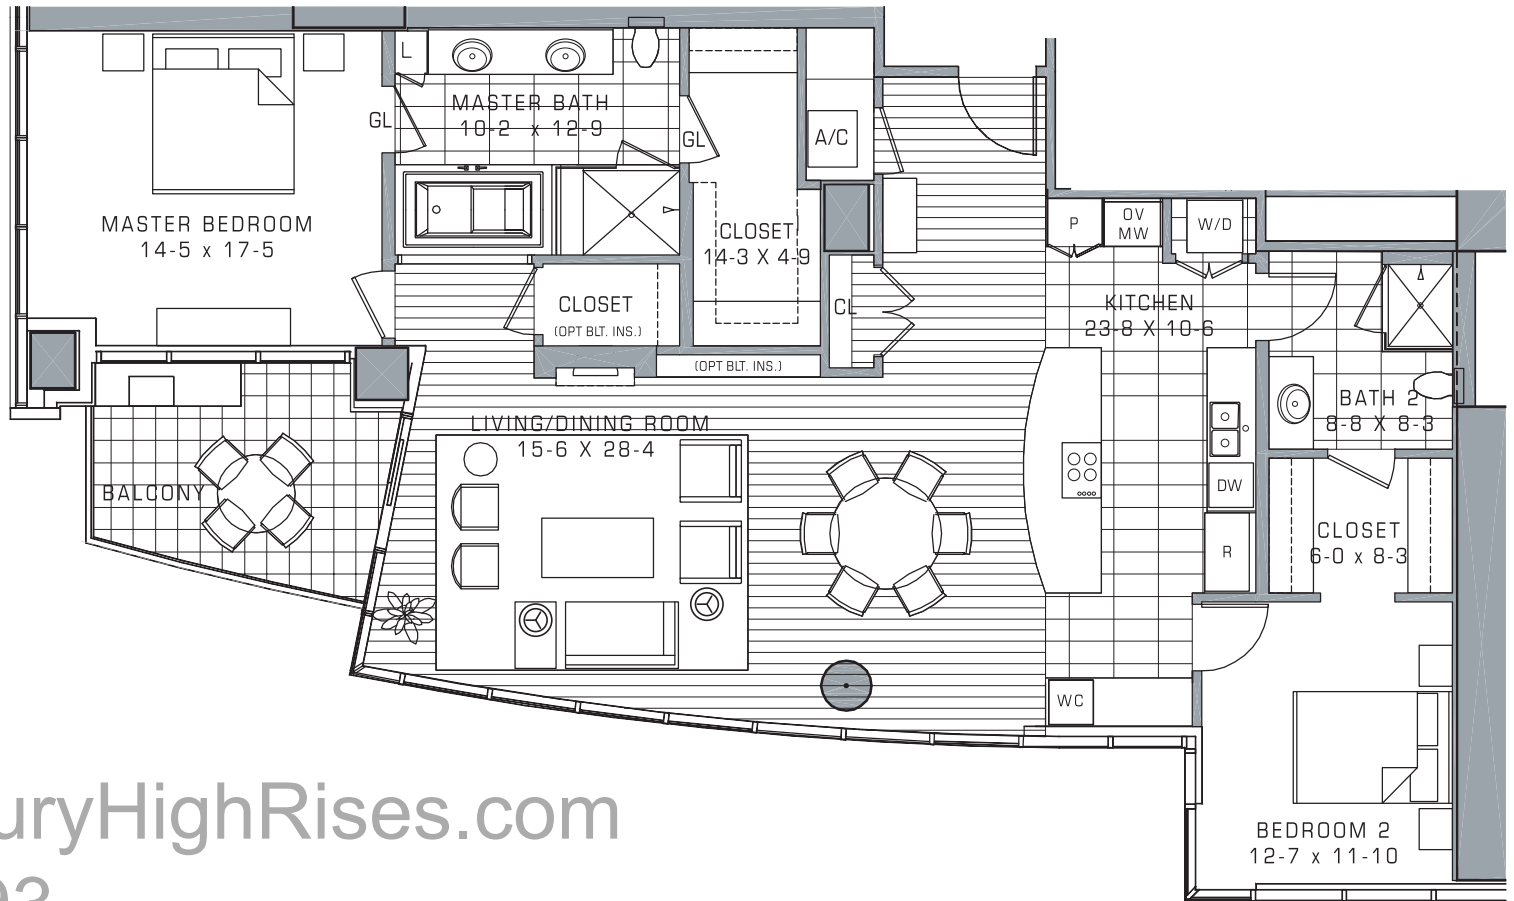 L
MASTER BATH
10-2 x 12-9
GL
GL
A/C
MASTER BEDROOM
14-5 x 17-5
CLOSET
14-3 X 4-9
P
OV
MW
W/D
CLOSET
(OPT BLT. INS.)
CL
KITCHEN
23-8 X 10-6
(OPT BLT. INS.)
BATH 2
8-8 X 8-3
LIVING/DINING ROOM
15-6 X 28-4
BALCONY
DW
R
CLOSET
6-0 x 8-3
WC
BEDROOM 2
12-7 x 11-10
uryHighRises.com